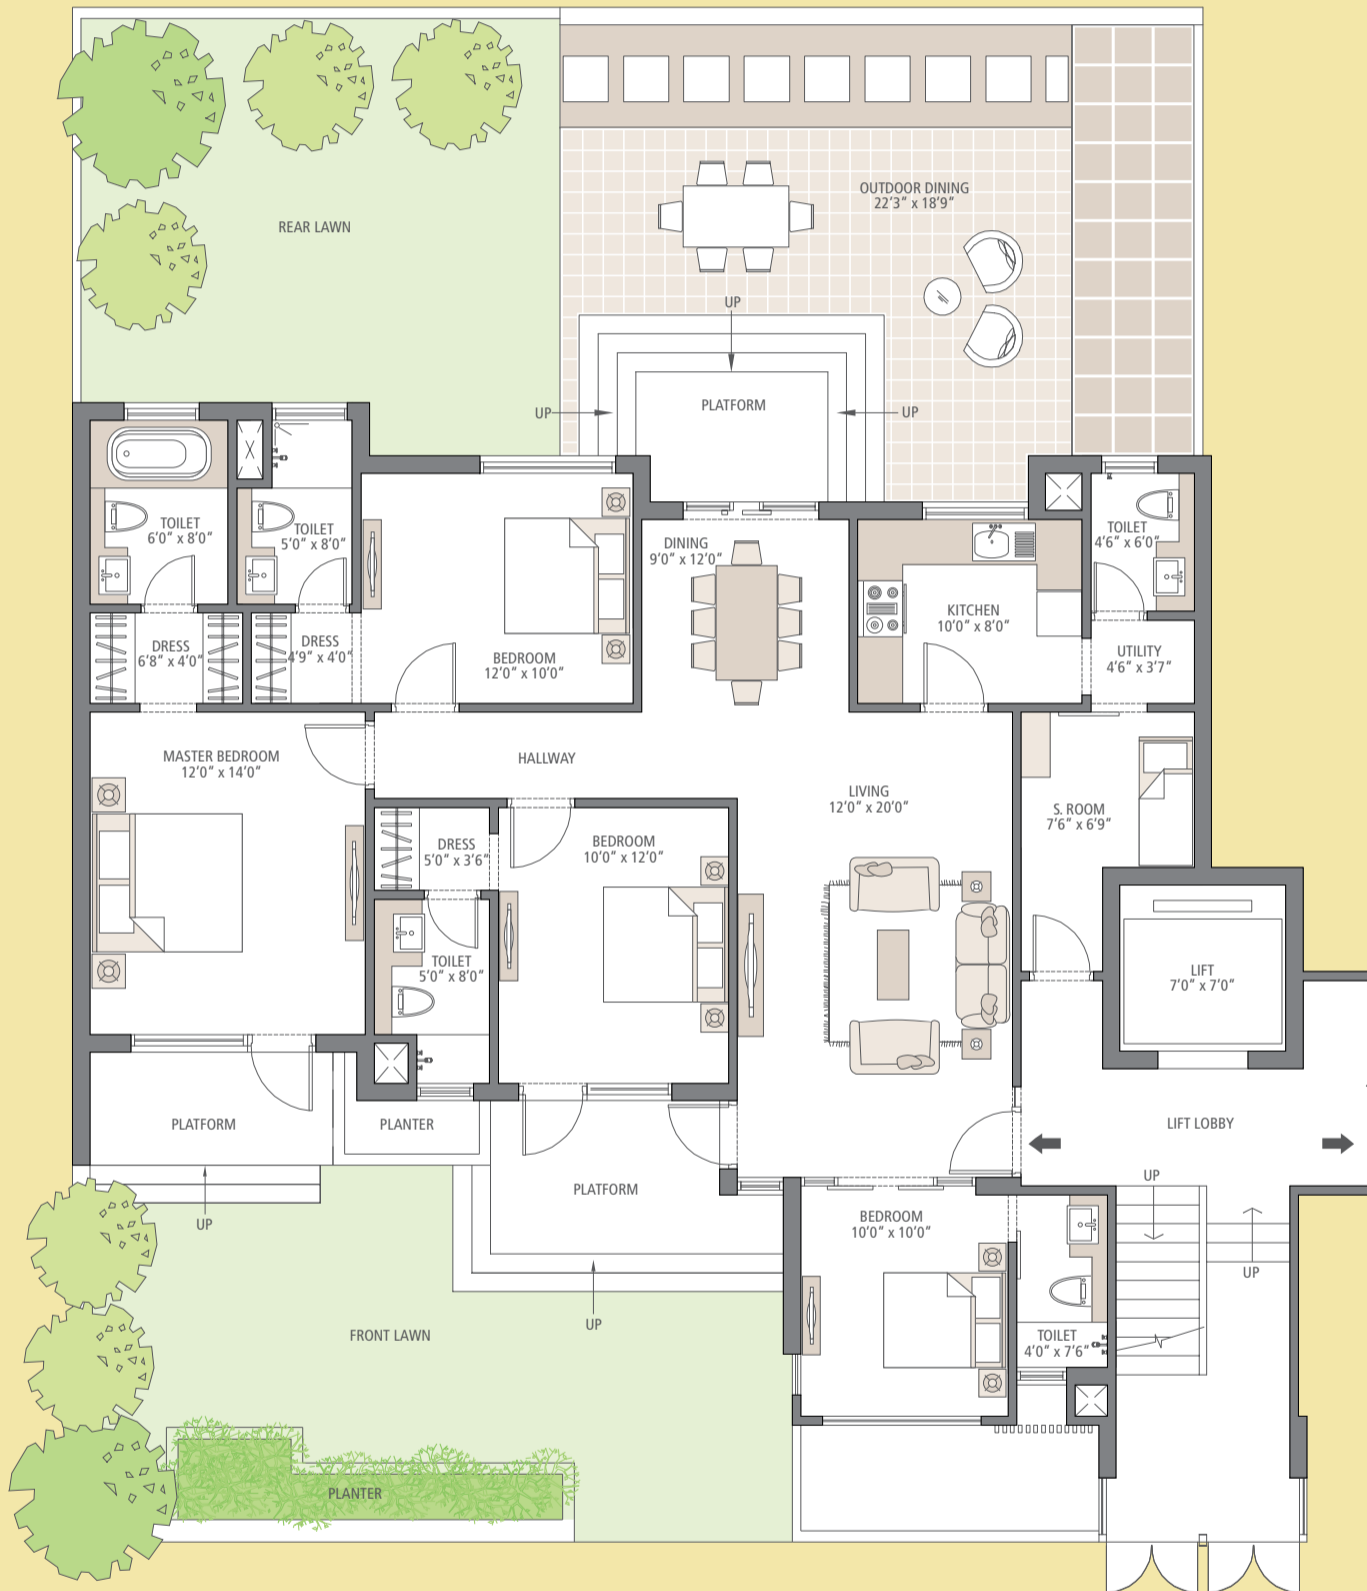 REAR LAWN
OUTDOOR DINING
22'3" x 18'9"
UP
PLATFORM
UP
UP
TOILET
6'0" x 8'0"
TOILET
5'0" x 8'0"
DINING
9'0" x 12'0"
TOILET
4'6" x 6'0"
KITCHEN
10'0" x 8'0"
DRESS
6'8" x 4'0"
DRESS
4'9" x 4'0"
BEDROOM
12'0" x 10'0"
UTILITY
4'6" x 3'7"
MASTER BEDROOM
12'0" x 14'0"
HALLWAY
LIVING
12'0" x 20'0"
S. ROOM
7'6" x 6'9"
DRESS
5'0" x 3'6"
BEDROOM
10'0" x 12'0"
TOILET
5'0" x 8'0"
LIFT
7'0" x 7'0"
PLATFORM
PLANTER
LIFT LOBBY
PLATFORM
UP
UP
BEDROOM
10'0" x 10'0"
UP
UP
FRONT LAWN
TOILET
4'0" x 7'6"
PLANTER